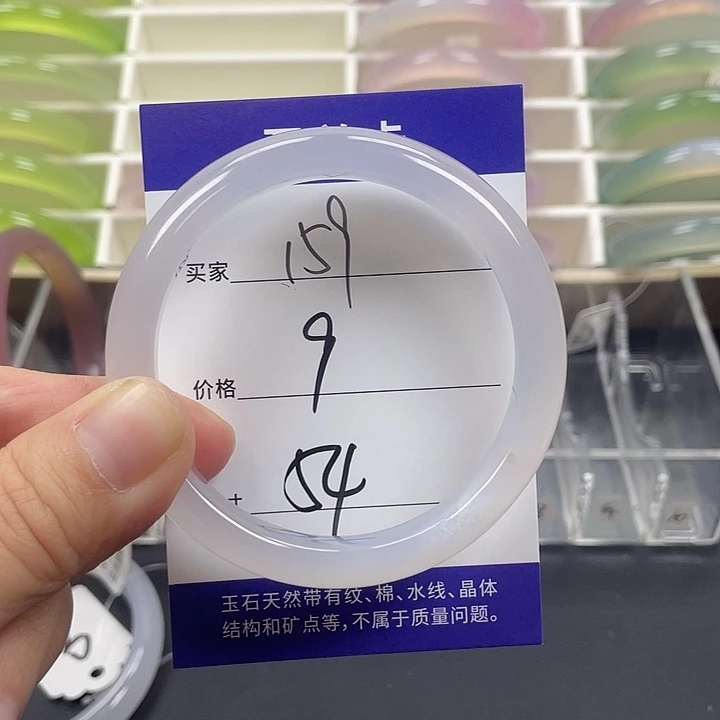 买家 159
价格 9
+ 54
玉石天然带有纹、棉、水线、晶体
结构和矿点等，不属于质量问题。